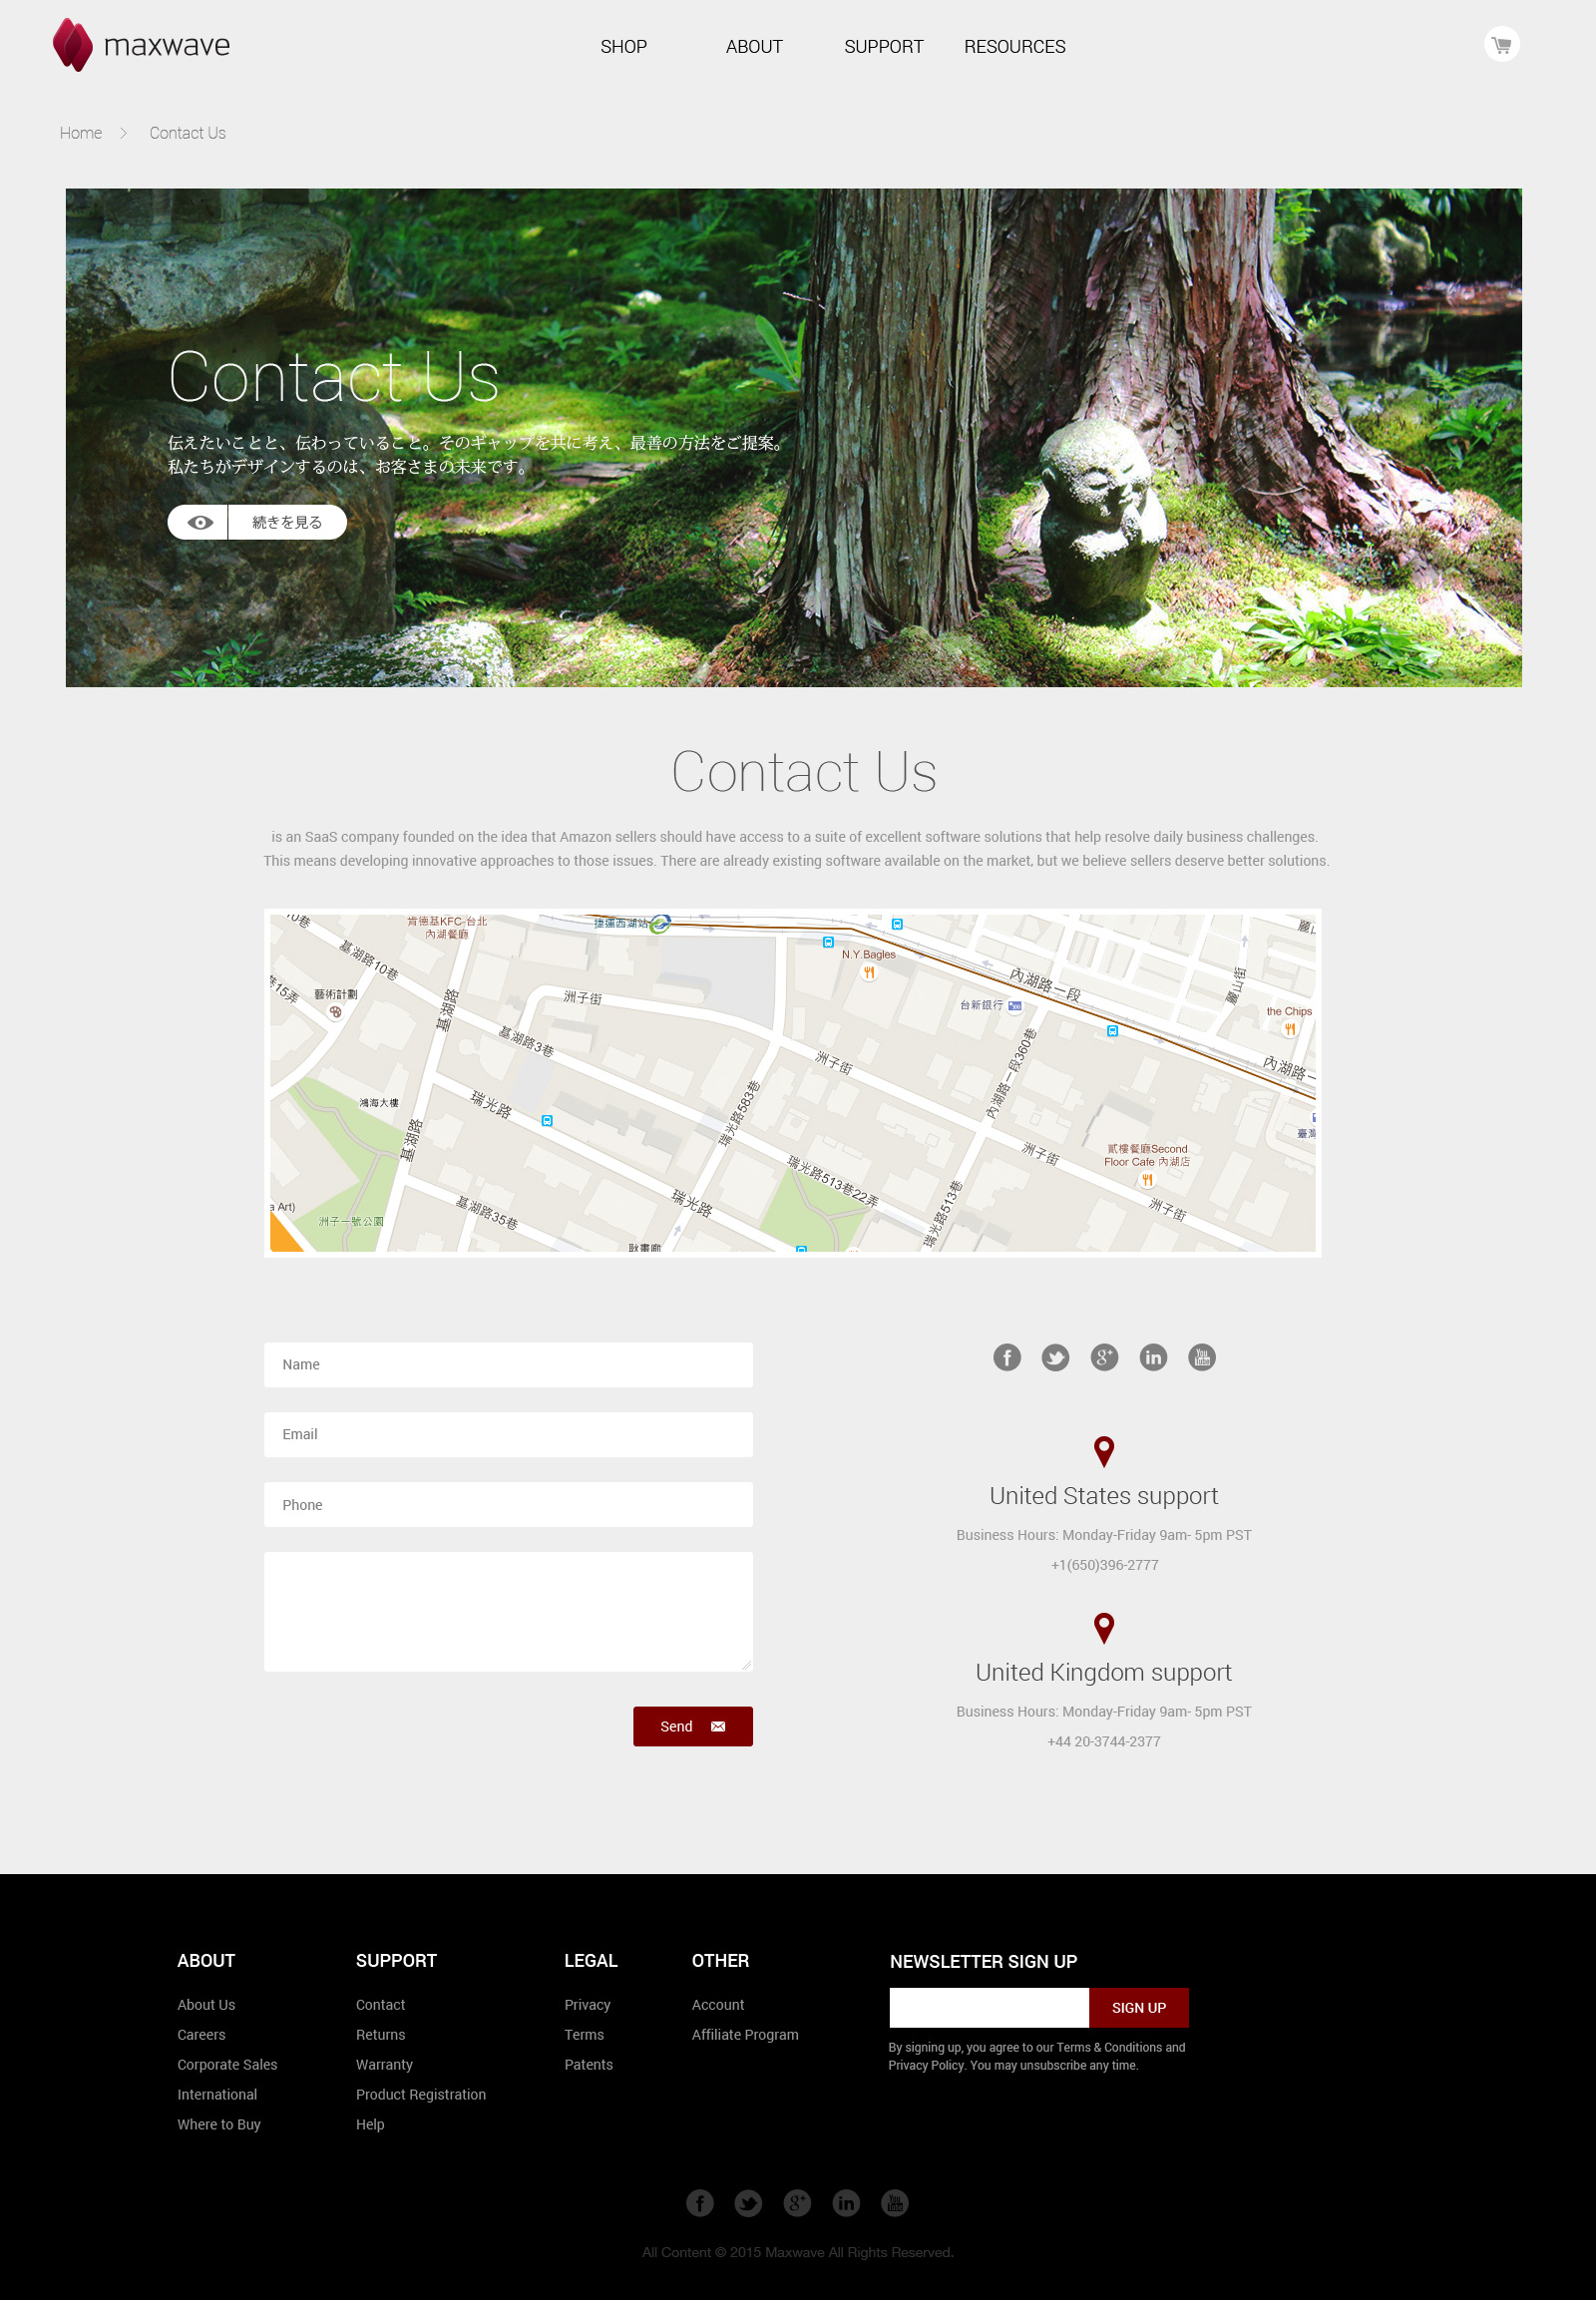 maxwave
SHOP
ABOUT
SUPPORT
RESOURCES
Home
Contact Us
Contact Us
伝えたいことと、伝わっていること。そのギャップを共に考え、最善の方法をご提案。
私たちがデザインするのは、お客さまの未来です。
続きを見る
Contact Us
is an SaaS company founded on the idea that Amazon sellers should have access to a suite of excellent software solutions that help resolve daily business challenges.
This means developing innovative approaches to those issues. There are already existing software available on the market, but we believe sellers deserve better solutions.
肯德基KFC-台北
內湖餐廳
捷運西湖站
N.Y.Bagles
基湖路10巷
巷15弄
藝術計劃
基湖路
洲子街
台新銀行
內湖路一段
麗山街
the Chips
基湖路3巷
洲子街
內湖路一段360巷
鴻海大樓
瑞光路
瑞光路583巷
基湖路
洲子街
貳樓餐廳Second
Floor Cafe 內湖店
瑞光路513巷22弄
瑞光路
瑞光路513巷
洲子街
a Art)
洲子一號公園
基湖路35巷
耿畫廊
Name
Email
Phone
Send
United States support
Business Hours: Monday-Friday 9am- 5pm PST
+1(650)396-2777
United Kingdom support
Business Hours: Monday-Friday 9am- 5pm PST
+44 20-3744-2377
ABOUT
About Us
Careers
Corporate Sales
International
Where to Buy
SUPPORT
Contact
Returns
Warranty
Product Registration
Help
LEGAL
Privacy
Terms
Patents
OTHER
Account
Affiliate Program
NEWSLETTER SIGN UP
SIGN UP
By signing up, you agree to our Terms & Conditions and
Privacy Policy. You may unsubscribe any time.
All Content © 2015 Maxwave All Rights Reserved.